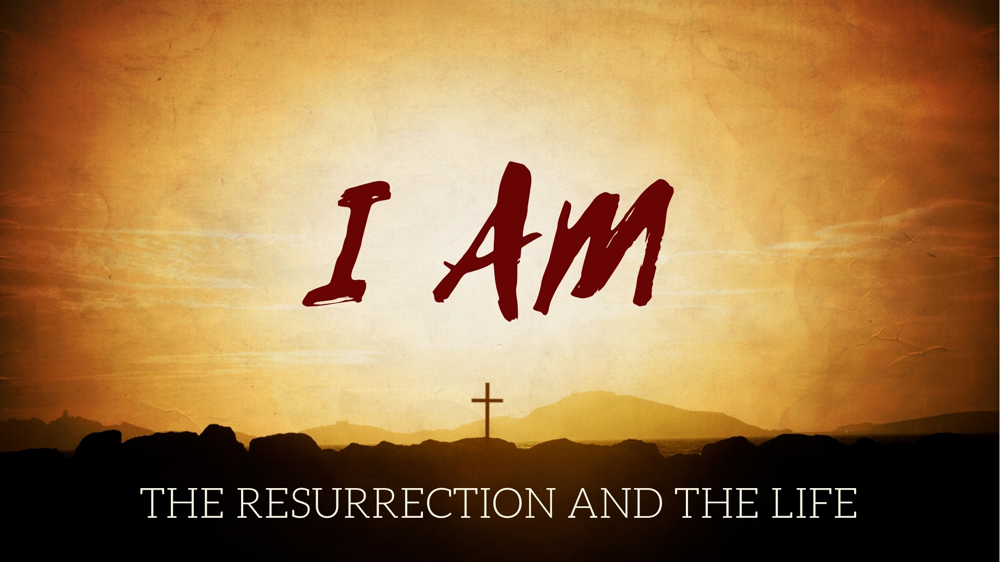 I AM
THE RESURRECTION AND THE LIFE